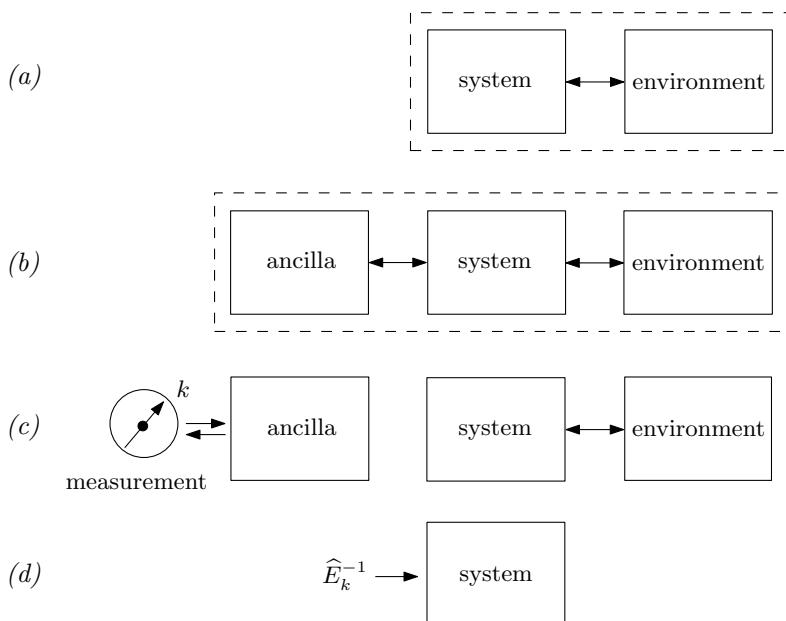 (a) system environment
(b) ancilla system environment
k
(c) ancilla system environment
measurement
(d) Ê_k^{-1} system